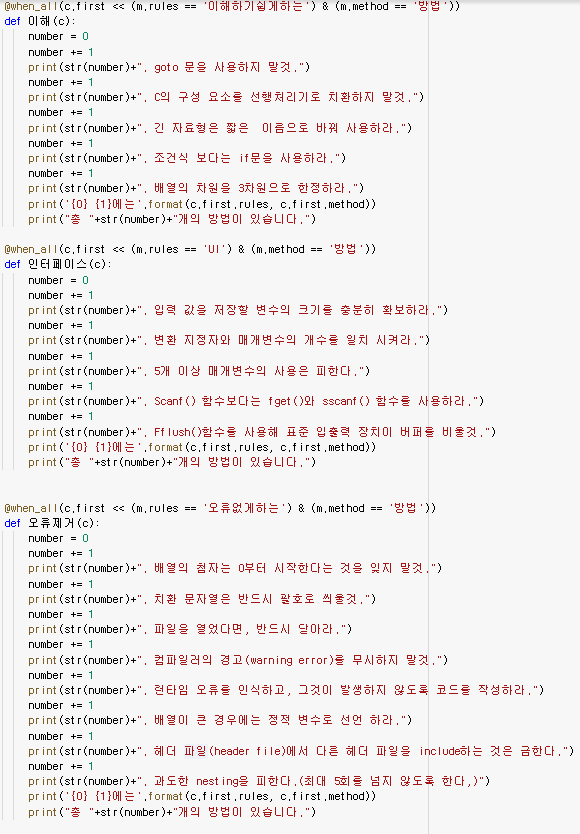 @when_all(c.first << (m.rules == '이해하기쉽게하는') & (m.method == '방법'))
def 이해(c):
    number = 0
    number += 1
    print(str(number)+". goto 문을 사용하지 말것.")
    number += 1
    print(str(number)+". C의 구성 요소를 선행처리기로 치환하지 말것.")
    number += 1
    print(str(number)+". 긴 자료형은 짧은  이름으로 바꿔 사용하라.")
    number += 1
    print(str(number)+". 조건식 보다는 if문을 사용하라.")
    number += 1
    print(str(number)+". 배열의 차원을 3차원으로 한정하라.")
    print('{0} {1}에는'.format(c.first.rules, c.first.method))
    print("총 "+str(number)+"개의 방법이 있습니다.")

@when_all(c.first << (m.rules == 'UI') & (m.method == '방법'))
def 인터페이스(c):
    number = 0
    number += 1
    print(str(number)+". 입력 값을 저장할 변수의 크기를 충분히 확보하라.")
    number += 1
    print(str(number)+". 변환 지정자와 매개변수의 개수를 일치 시켜라.")
    number += 1
    print(str(number)+". 5개 이상 매개변수의 사용은 피한다.")
    number += 1
    print(str(number)+". Scanf() 함수보다는 fget()와 sscanf() 함수를 사용하라.")
    number += 1
    print(str(number)+". Fflush()함수를 사용해 표준 입출력 장치이 버퍼를 비울것.")
    print('{0} {1}에는'.format(c.first.rules, c.first.method))
    print("총 "+str(number)+"개의 방법이 있습니다.")

@when_all(c.first << (m.rules == '오류없게하는') & (m.method == '방법'))
def 오류제거(c):
    number = 0
    number += 1
    print(str(number)+". 배열의 첨자는 0부터 시작한다는 것을 잊지 말것.")
    number += 1
    print(str(number)+". 치환 문자열은 반드시 괄호로 씌울것.")
    number += 1
    print(str(number)+". 파일을 열었다면, 반드시 닫아라.")
    number += 1
    print(str(number)+". 컴파일러의 경고(warning error)를 무시하지 말것.")
    number += 1
    print(str(number)+". 런타임 오류를 인식하고, 그것이 발생하지 않도록 코드를 작성하라.")
    number += 1
    print(str(number)+". 배열이 큰 경우에는 정적 변수로 선언 하라.")
    number += 1
    print(str(number)+". 헤더 파일(header file)에서 다른 헤더 파일을 include하는 것은 금한다.")
    number += 1
    print(str(number)+". 과도한 nesting을 피한다.(최대 5회를 넘지 않도록 한다.)")
    print('{0} {1}에는'.format(c.first.rules, c.first.method))
    print("총 "+str(number)+"개의 방법이 있습니다.")